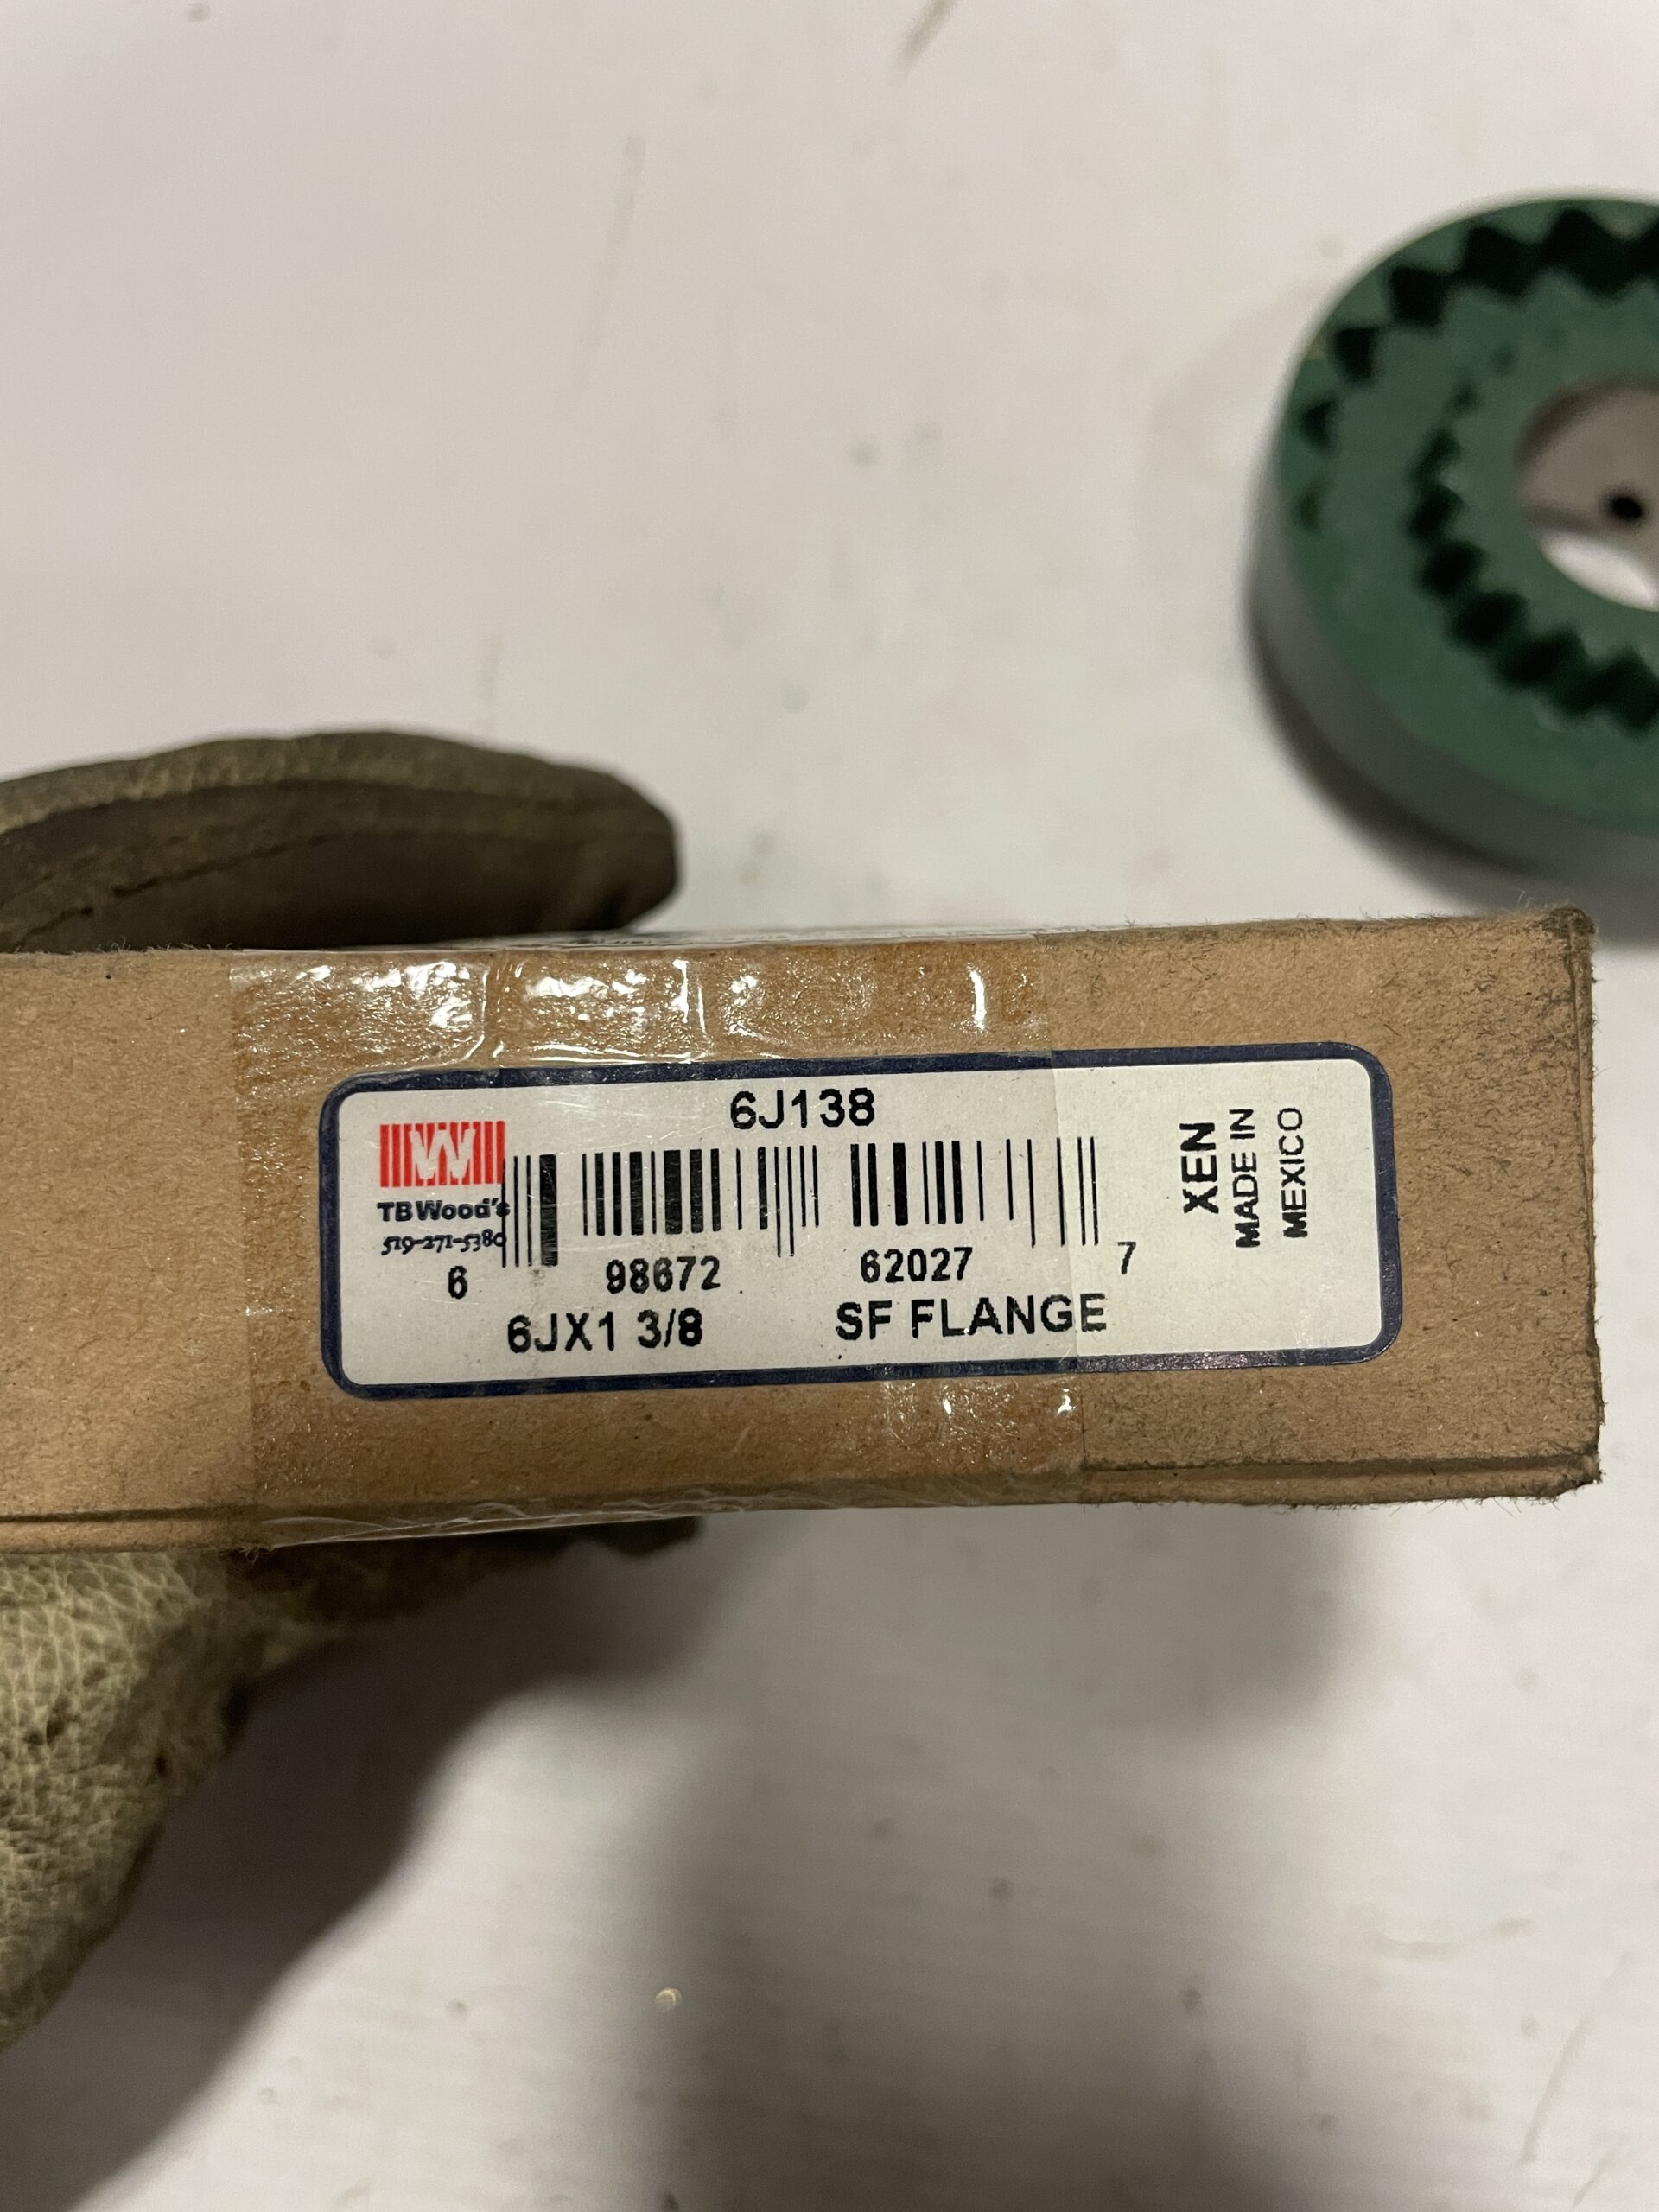 6J138
TB Wood's
519-271-5380
6 98672 62027 7
6JX1 3/8 SF FLANGE
XEN
MADE IN
MEXICO